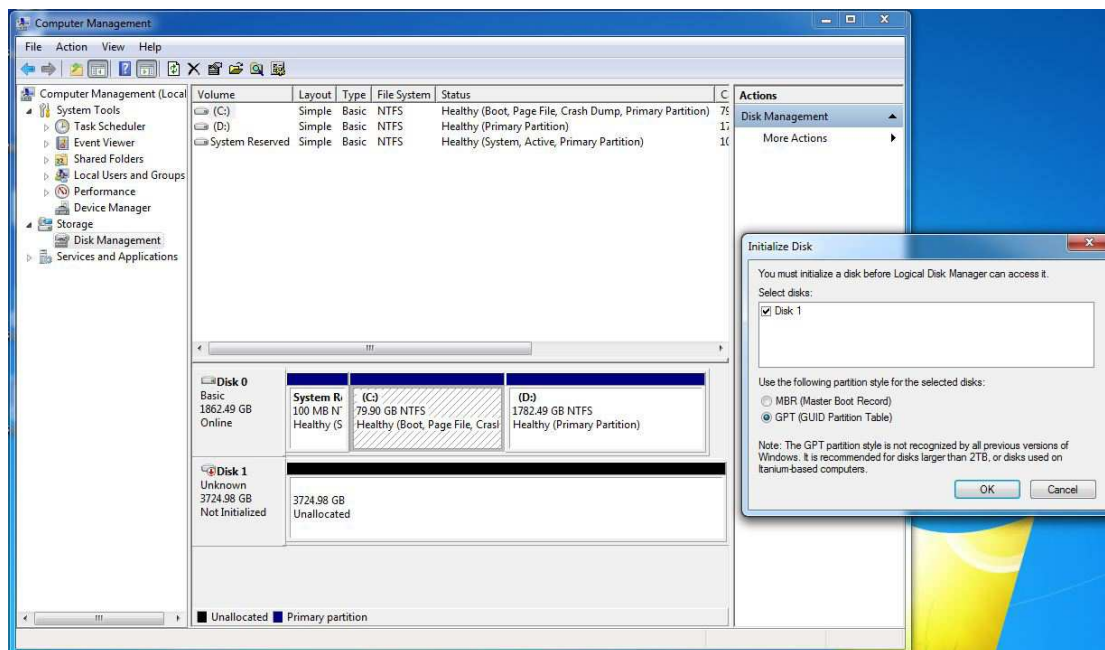 Computer Management
File Action View Help
Computer Management (Local
System Tools
Task Scheduler
Event Viewer
Shared Folders
Local Users and Groups
Performance
Device Manager
Storage
Disk Management
Services and Applications
Volume Layout Type File System Status C
(C:) Simple Basic NTFS Healthy (Boot, Page File, Crash Dump, Primary Partition) 79
(D:) Simple Basic NTFS Healthy (Primary Partition) 17
System Reserved Simple Basic NTFS Healthy (System, Active, Primary Partition) 10
Disk 0
Basic
1862.49 GB
Online
System R
100 MB N
Healthy (S
(C:)
79.90 GB NTFS
Healthy (Boot, Page File, Crasl
(D:)
1782.49 GB NTFS
Healthy (Primary Partition)
Disk 1
Unknown
3724.98 GB
Not Initialized
3724.98 GB
Unallocated
Unallocated Primary partition
Actions
Disk Management
More Actions
Initialize Disk
You must initialize a disk before Logical Disk Manager can access it.
Select disks:
Disk 1
Use the following partition style for the selected disks:
MBR (Master Boot Record)
GPT (GUID Partition Table)
Note: The GPT partition style is not recognized by all previous versions of
Windows. It is recommended for disks larger than 2TB, or disks used on
Itanium-based computers.
OK Cancel